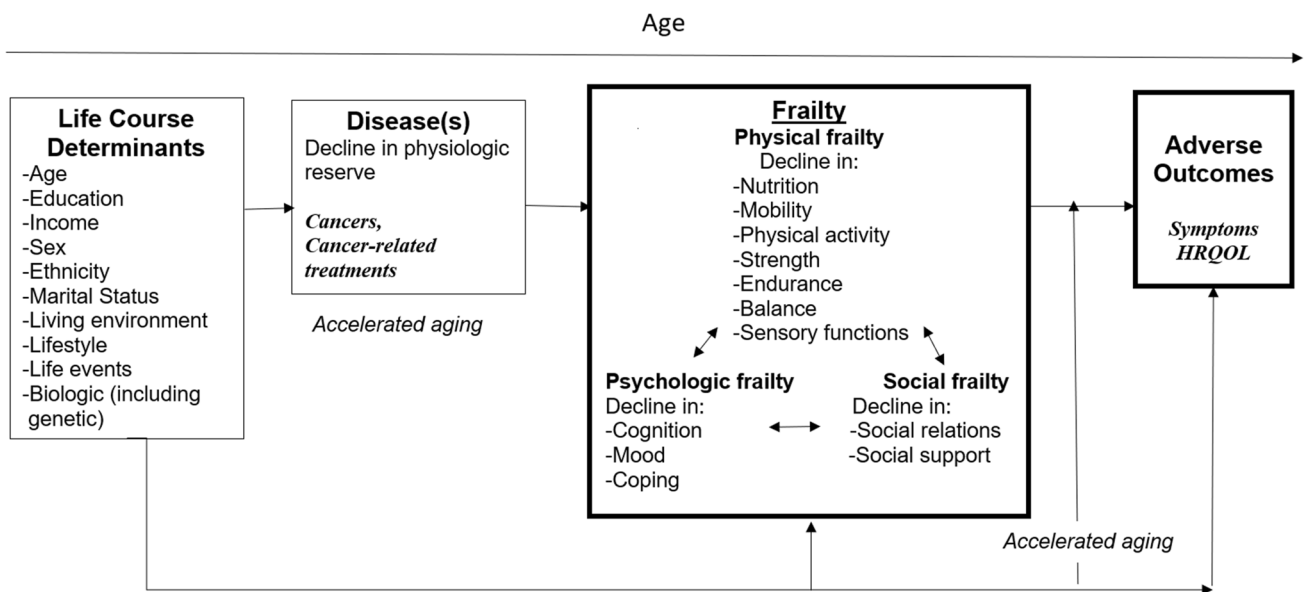 Age
Life Course
Determinants
-Age
-Education
-Income
-Sex
-Ethnicity
-Marital Status
-Living environment
-Lifestyle
-Life events
-Biologic (including
genetic)
Disease(s)
Decline in physiologic
reserve
Cancers,
Cancer-related
treatments
Accelerated aging
Frailty
Physical frailty
Decline in:
-Nutrition
-Mobility
-Physical activity
-Strength
-Endurance
-Balance
-Sensory functions
Psychologic frailty
Decline in:
-Cognition
-Mood
-Coping
Social frailty
Decline in:
-Social relations
-Social support
Accelerated aging
Adverse
Outcomes
Symptoms
HRQOL